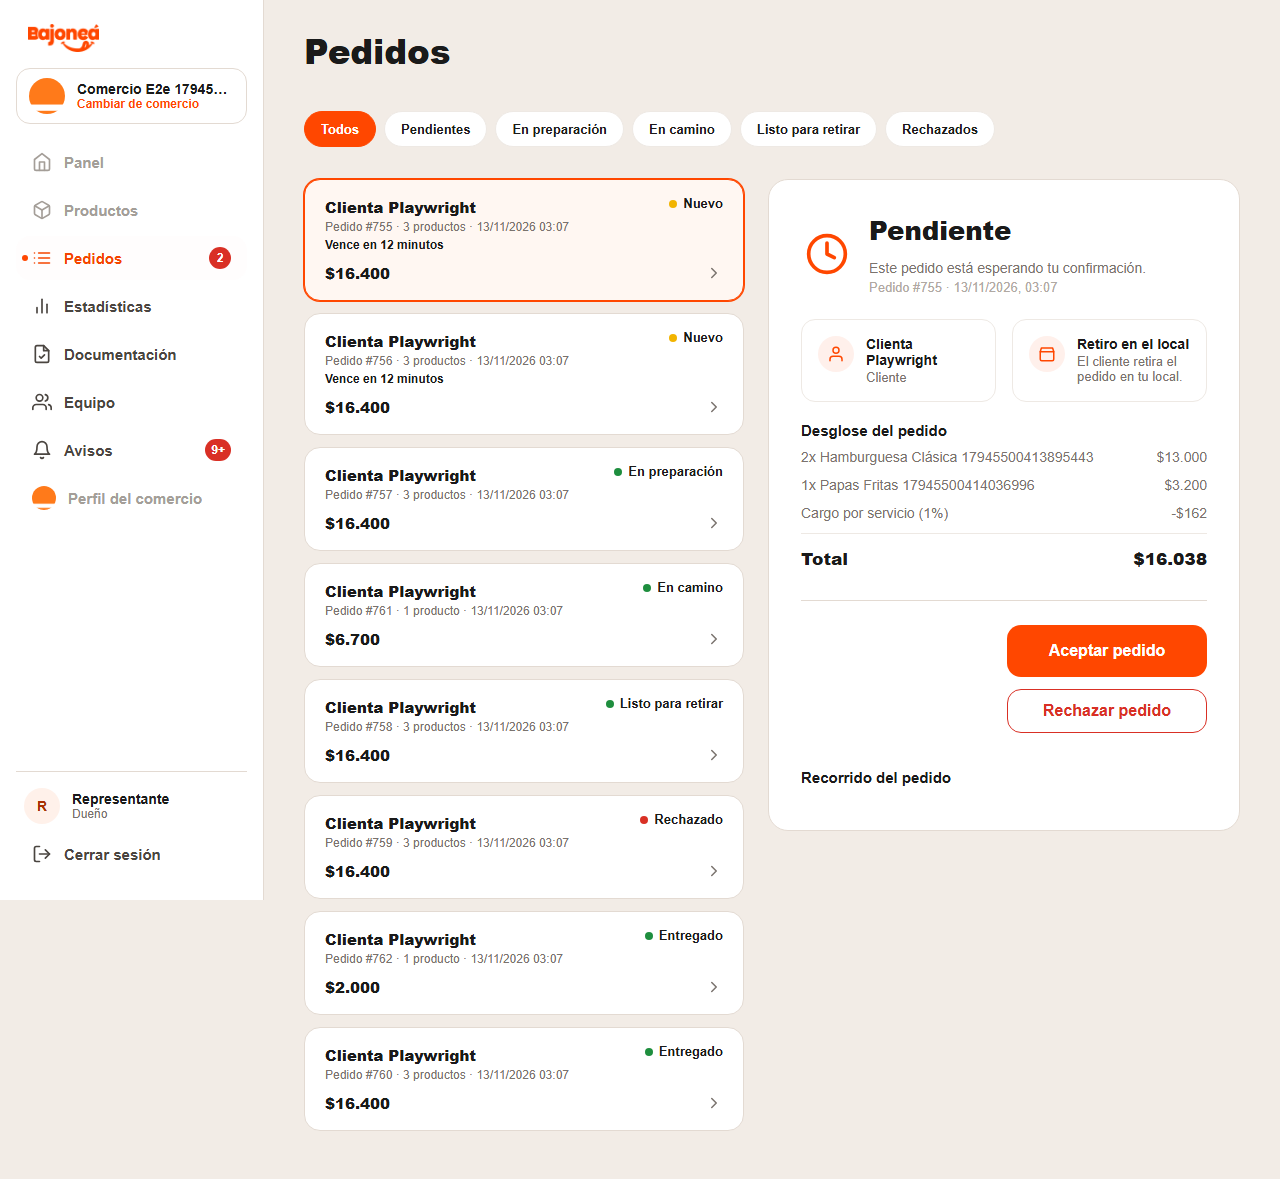 Bajoneá
Comercio E2e 17945...
Cambiar de comercio
Panel
Productos
Pedidos
2
Estadísticas
Documentación
Equipo
Avisos
9+
Perfil del comercio
R
Representante
Dueño
Cerrar sesión
Pedidos
Todos
Pendientes
En preparación
En camino
Listo para retirar
Rechazados
Clienta Playwright
Nuevo
Pedido #755 · 3 productos · 13/11/2026 03:07
Vence en 12 minutos
$16.400
Clienta Playwright
Nuevo
Pedido #756 · 3 productos · 13/11/2026 03:07
Vence en 12 minutos
$16.400
Clienta Playwright
En preparación
Pedido #757 · 3 productos · 13/11/2026 03:07
$16.400
Clienta Playwright
En camino
Pedido #761 · 1 producto · 13/11/2026 03:07
$6.700
Clienta Playwright
Listo para retirar
Pedido #758 · 3 productos · 13/11/2026 03:07
$16.400
Clienta Playwright
Rechazado
Pedido #759 · 3 productos · 13/11/2026 03:07
$16.400
Clienta Playwright
Entregado
Pedido #762 · 1 producto · 13/11/2026 03:07
$2.000
Clienta Playwright
Entregado
Pedido #760 · 3 productos · 13/11/2026 03:07
$16.400
Pendiente
Este pedido está esperando tu confirmación.
Pedido #755 · 13/11/2026, 03:07
Clienta
Playwright
Cliente
Retiro en el local
El cliente retira el
pedido en tu local.
Desglose del pedido
2x Hamburguesa Clásica 17945500413895443 $13.000
1x Papas Fritas 17945500414036996 $3.200
Cargo por servicio (1%) -$162
Total $16.038
Aceptar pedido
Rechazar pedido
Recorrido del pedido